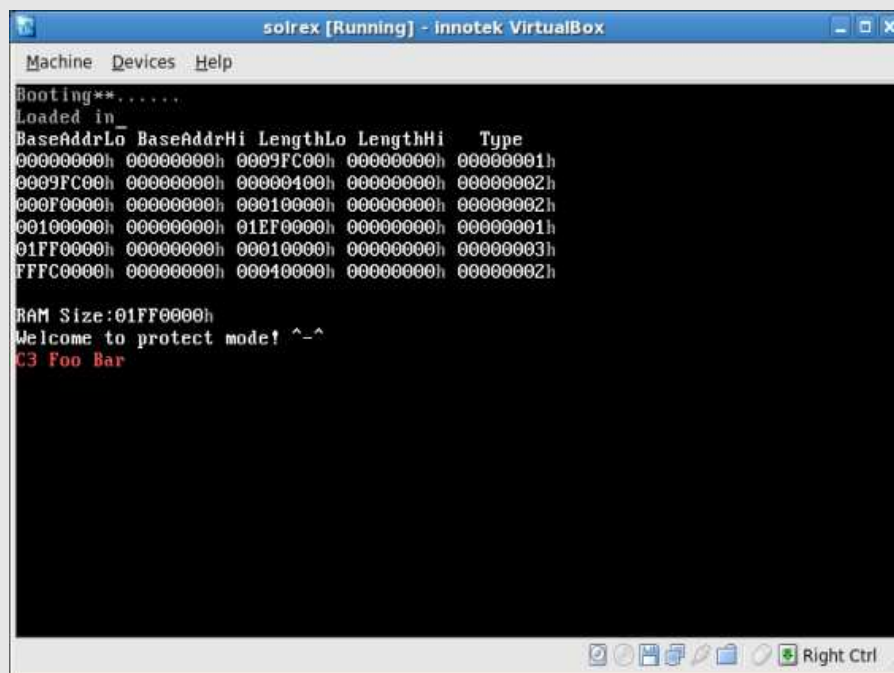 solrex [Running] - innotek VirtualBox
Machine Devices Help
Booting**......
Loaded in_
BaseAddrLo BaseAddrHi LengthLo LengthHi Type
00000000h 00000000h 0009FC00h 00000000h 00000001h
0009FC00h 00000000h 00000400h 00000000h 00000002h
000F0000h 00000000h 00010000h 00000000h 00000002h
00100000h 00000000h 01EF0000h 00000000h 00000001h
01FF0000h 00000000h 00010000h 00000000h 00000003h
FFFC0000h 00000000h 00040000h 00000000h 00000002h
RAM Size:01FF0000h
Welcome to protect mode! ^-^
C3 Foo Bar
Right Ctrl